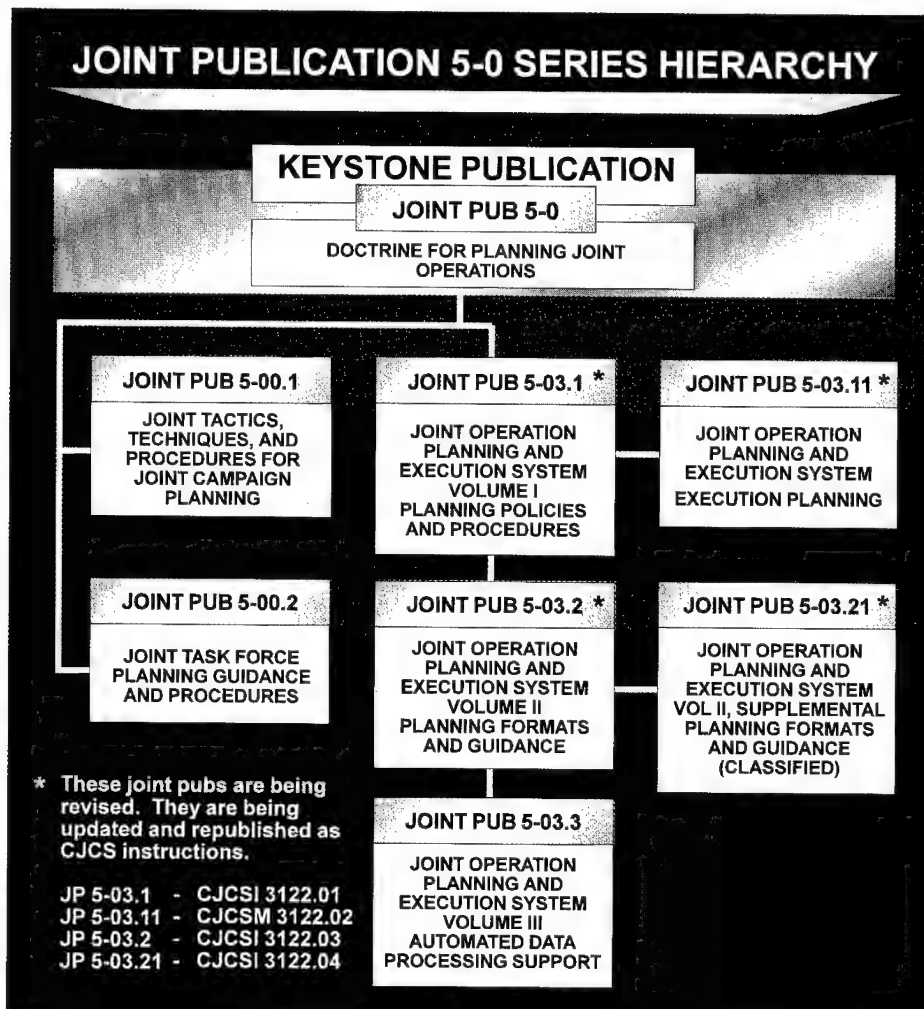 JOINT PUBLICATION 5-0 SERIES HIERARCHY
KEYSTONE PUBLICATION
JOINT PUB 5-0
DOCTRINE FOR PLANNING JOINT
OPERATIONS
JOINT PUB 5-00.1
JOINT TACTICS,
TECHNIQUES, AND
PROCEDURES FOR
JOINT CAMPAIGN
PLANNING
JOINT PUB 5-03.1 *
JOINT OPERATION
PLANNING AND
EXECUTION SYSTEM
VOLUME I
PLANNING POLICIES
AND PROCEDURES
JOINT PUB 5-03.11 *
JOINT OPERATION
PLANNING AND
EXECUTION SYSTEM
EXECUTION PLANNING
JOINT PUB 5-00.2
JOINT TASK FORCE
PLANNING GUIDANCE
AND PROCEDURES
JOINT PUB 5-03.2 *
JOINT OPERATION
PLANNING AND
EXECUTION SYSTEM
VOLUME II
PLANNING FORMATS
AND GUIDANCE
JOINT PUB 5-03.21 *
JOINT OPERATION
PLANNING AND
EXECUTION SYSTEM
VOL II, SUPPLEMENTAL
PLANNING FORMATS
AND GUIDANCE
(CLASSIFIED)
JOINT PUB 5-03.3
JOINT OPERATION
PLANNING AND
EXECUTION SYSTEM
VOLUME III
AUTOMATED DATA
PROCESSING SUPPORT
* These joint pubs are being
revised. They are being
updated and republished as
CJCS instructions.
JP 5-03.1 - CJCSI 3122.01
JP 5-03.11 - CJCSM 3122.02
JP 5-03.2 - CJCSI 3122.03
JP 5-03.21 - CJCSI 3122.04